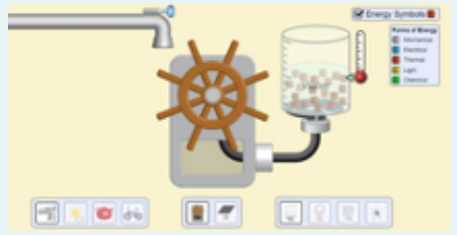 Energy Symbols
Forms of Energy
Mechanical
Electrical
Thermal
Light
Chemical